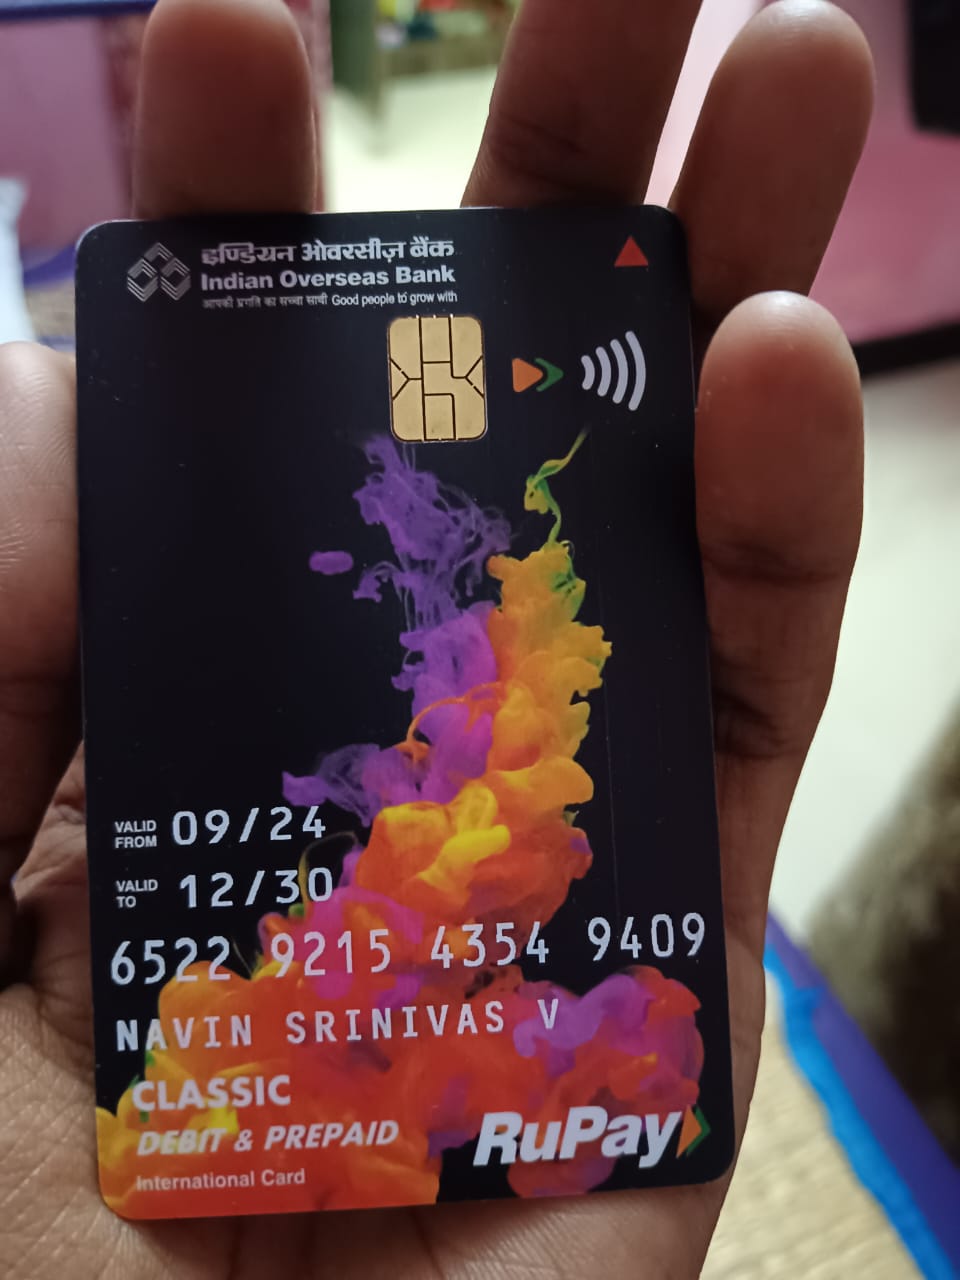 इण्डियन ओवरसीज़ बैंक
Indian Overseas Bank
आपकी प्रगति का सच्चा साथी Good people to grow with
VALID FROM 09/24
VALID TO 12/30
6522 9215 4354 9409
NAVIN SRINIVAS V
CLASSIC
DEBIT & PREPAID
International Card
RuPay